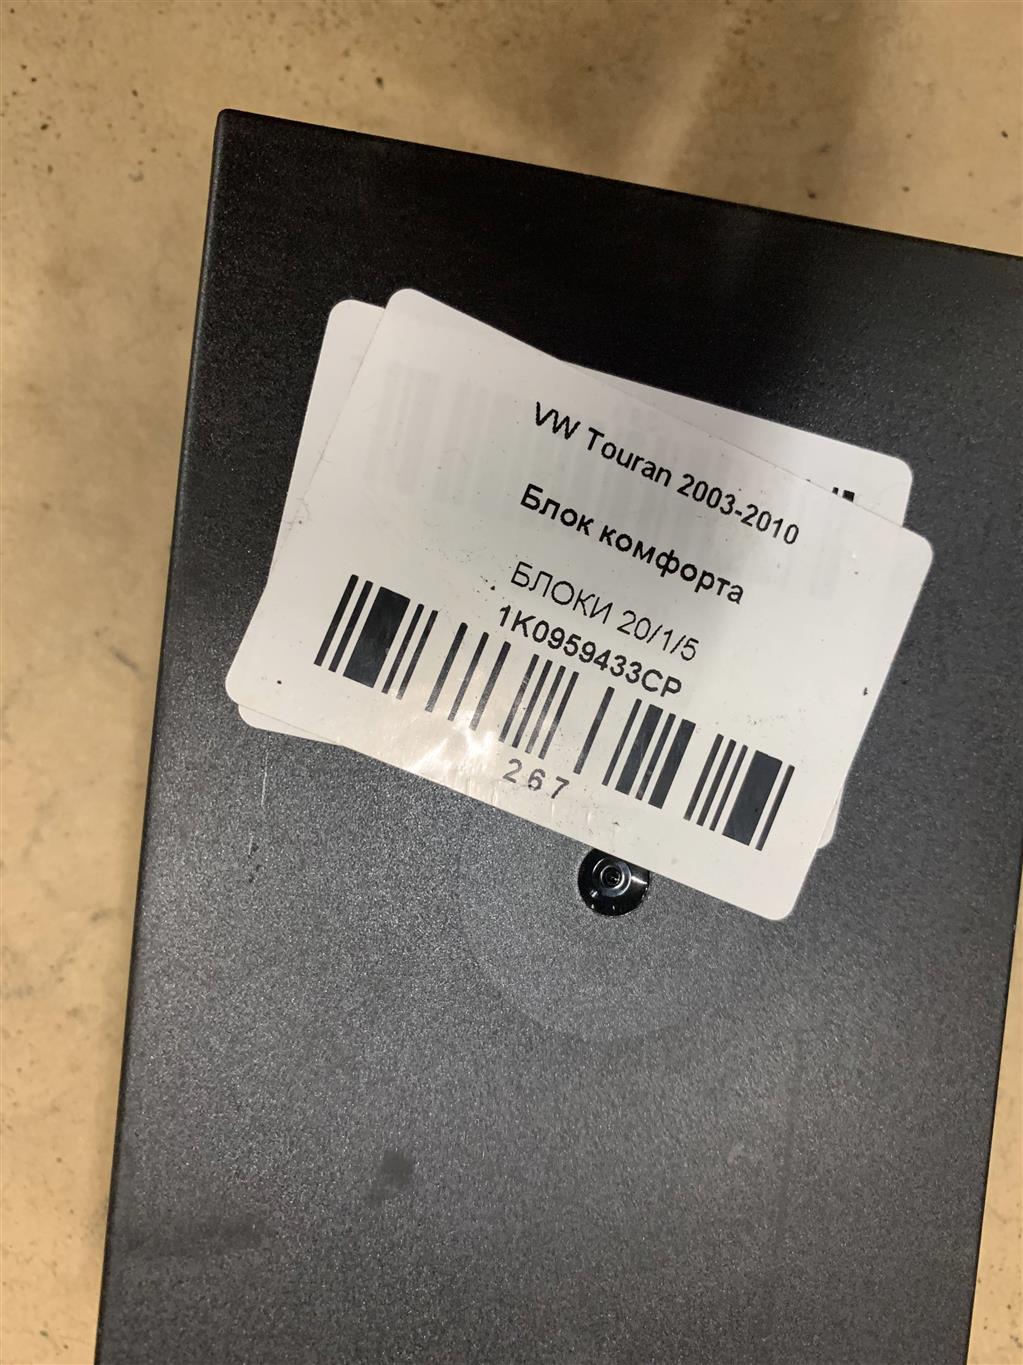 VW Touran 2003-2010
Блок комфорта
БЛОКИ 20/1/5
1K0959433CP
267